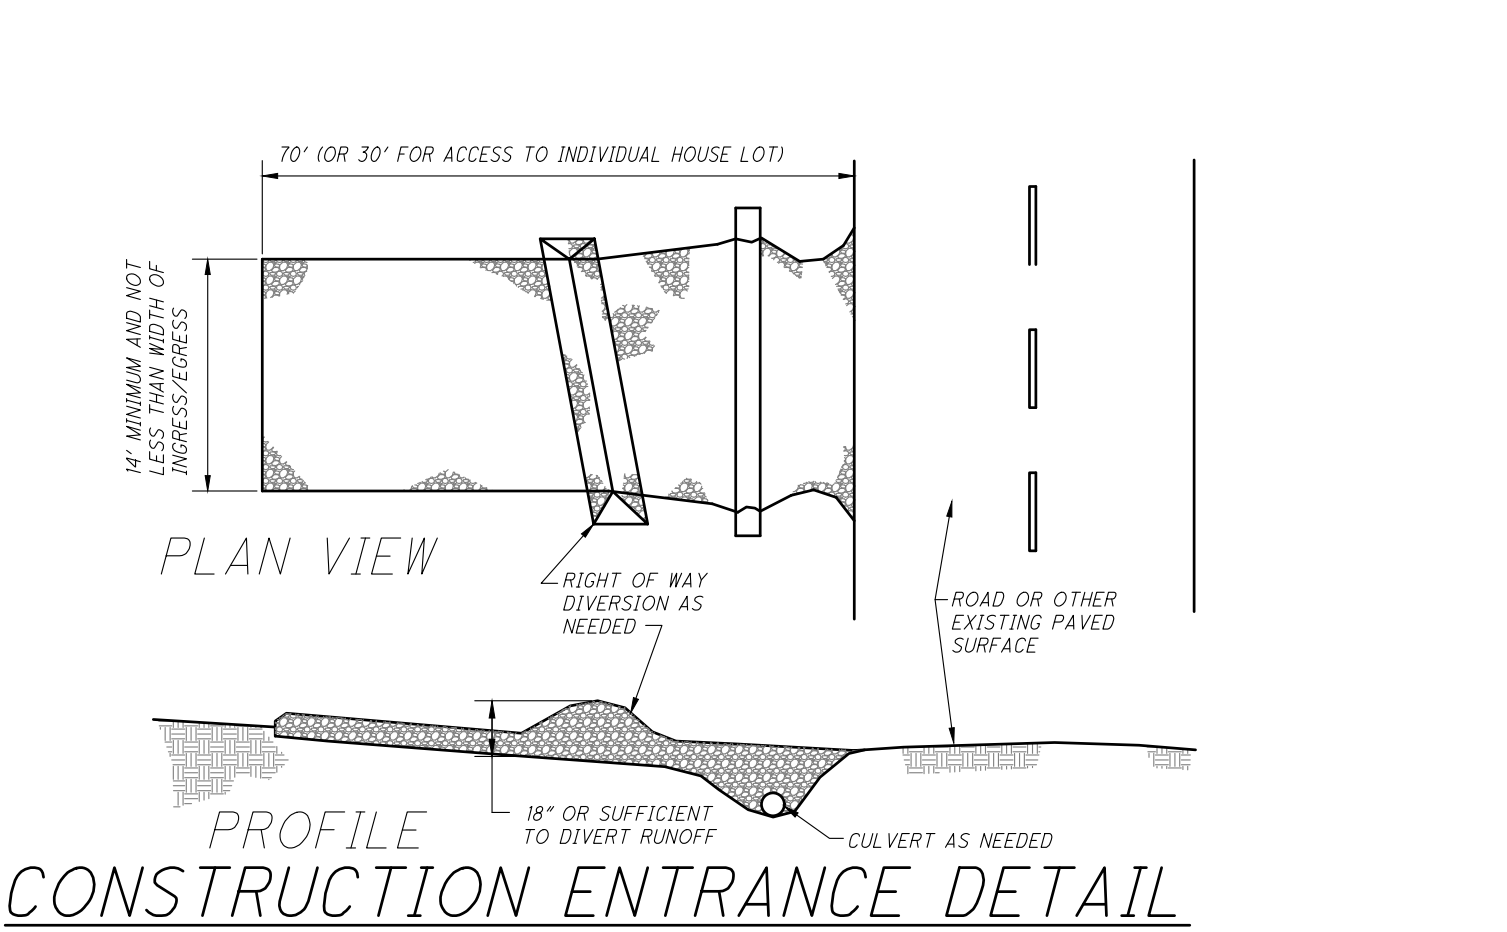 70' (OR 30' FOR ACCESS TO INDIVIDUAL HOUSE LOT)
14' MINIMUM AND NOT
LESS THAN WIDTH OF
INGRESS/EGRESS
PLAN VIEW
RIGHT OF WAY
DIVERSION AS
NEEDED
ROAD OR OTHER
EXISTING PAVED
SURFACE
18" OR SUFFICIENT
TO DIVERT RUNOFF
CULVERT AS NEEDED
PROFILE
CONSTRUCTION ENTRANCE DETAIL